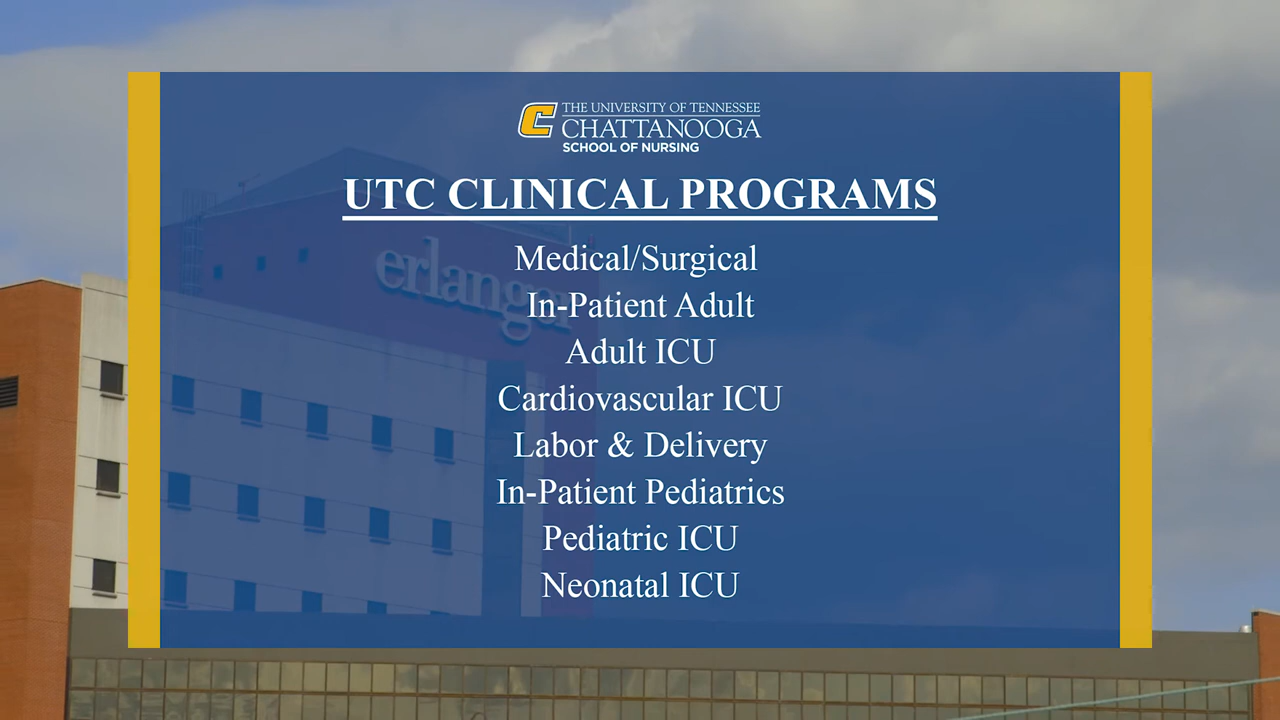 THE UNIVERSITY OF TENNESSEE
CHATTANOOGA
SCHOOL OF NURSING
UTC CLINICAL PROGRAMS
erlanger
Medical/Surgical
In-Patient Adult
Adult ICU
Cardiovascular ICU
Labor & Delivery
In-Patient Pediatrics
Pediatric ICU
Neonatal ICU